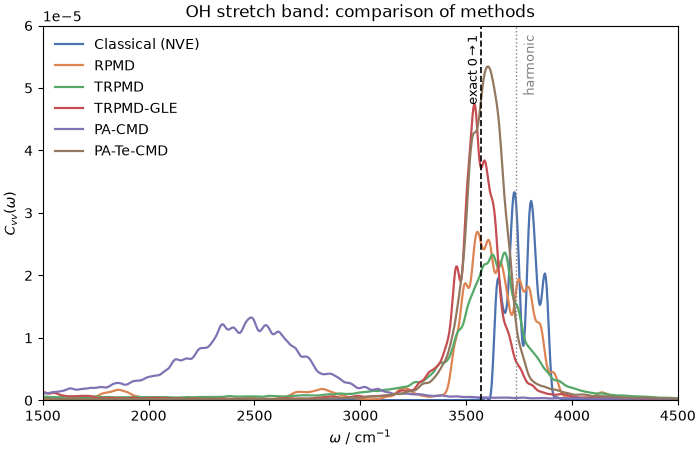 OH stretch band: comparison of methods
1e−5
6
5
4
3
2
1
0
C_vv(ω)
Classical (NVE)
RPMD
TRPMD
TRPMD-GLE
PA-CMD
PA-Te-CMD
exact 0→1
harmonic
1500 2000 2500 3000 3500 4000 4500
ω / cm⁻¹